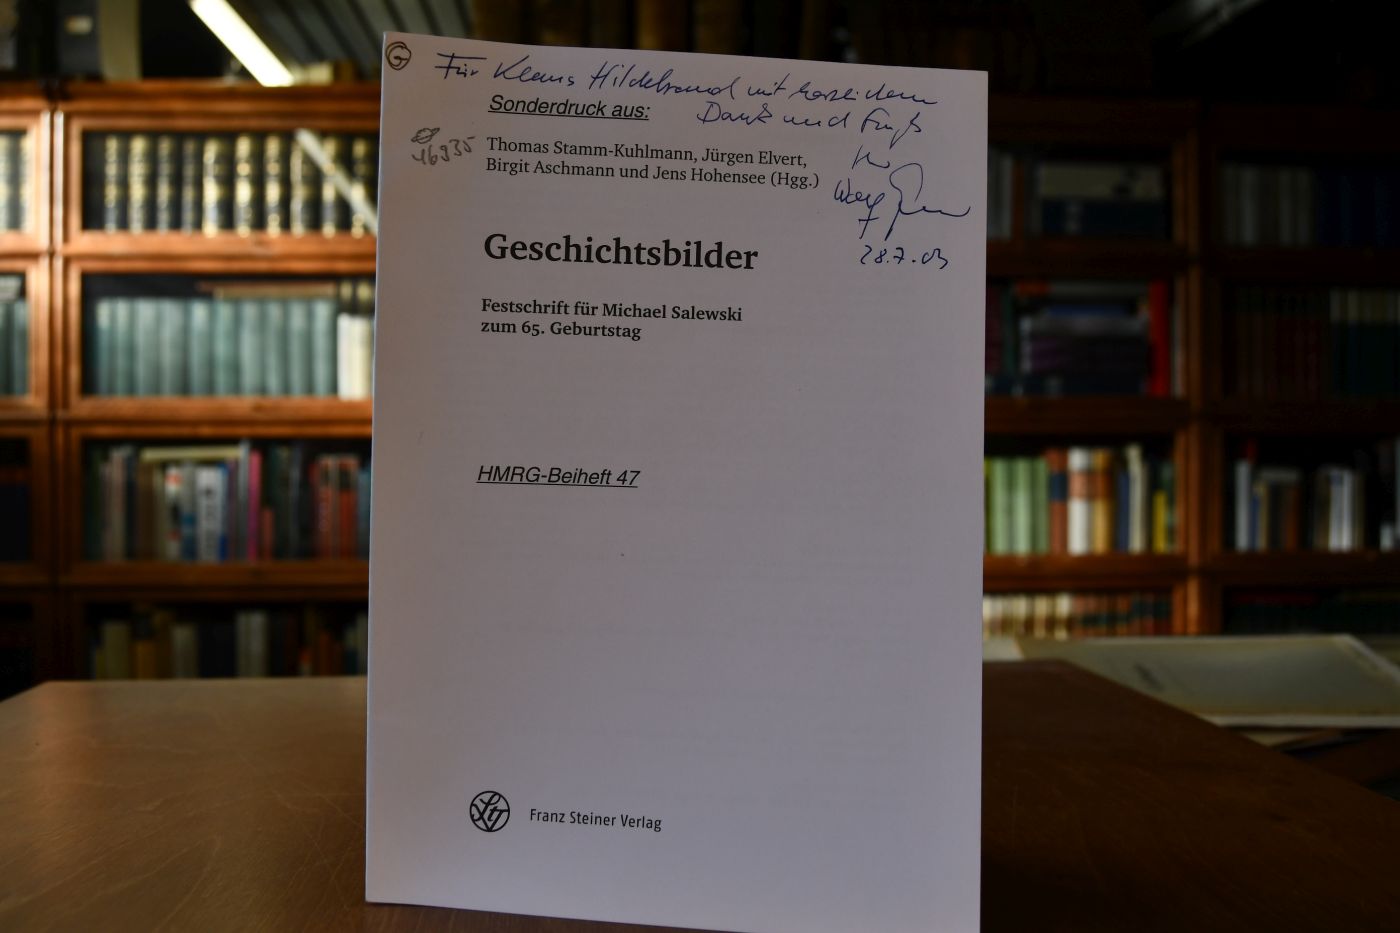 G
Für Klaus Hildebrand mit herzlichem
Dank und Gruß
Sonderdruck aus:
46935
Thomas Stamm-Kuhlmann, Jürgen Elvert,
Birgit Aschmann und Jens Hohensee (Hgg.)
28.7.03
Geschichtsbilder
Festschrift für Michael Salewski
zum 65. Geburtstag
HMRG-Beiheft 47
Franz Steiner Verlag